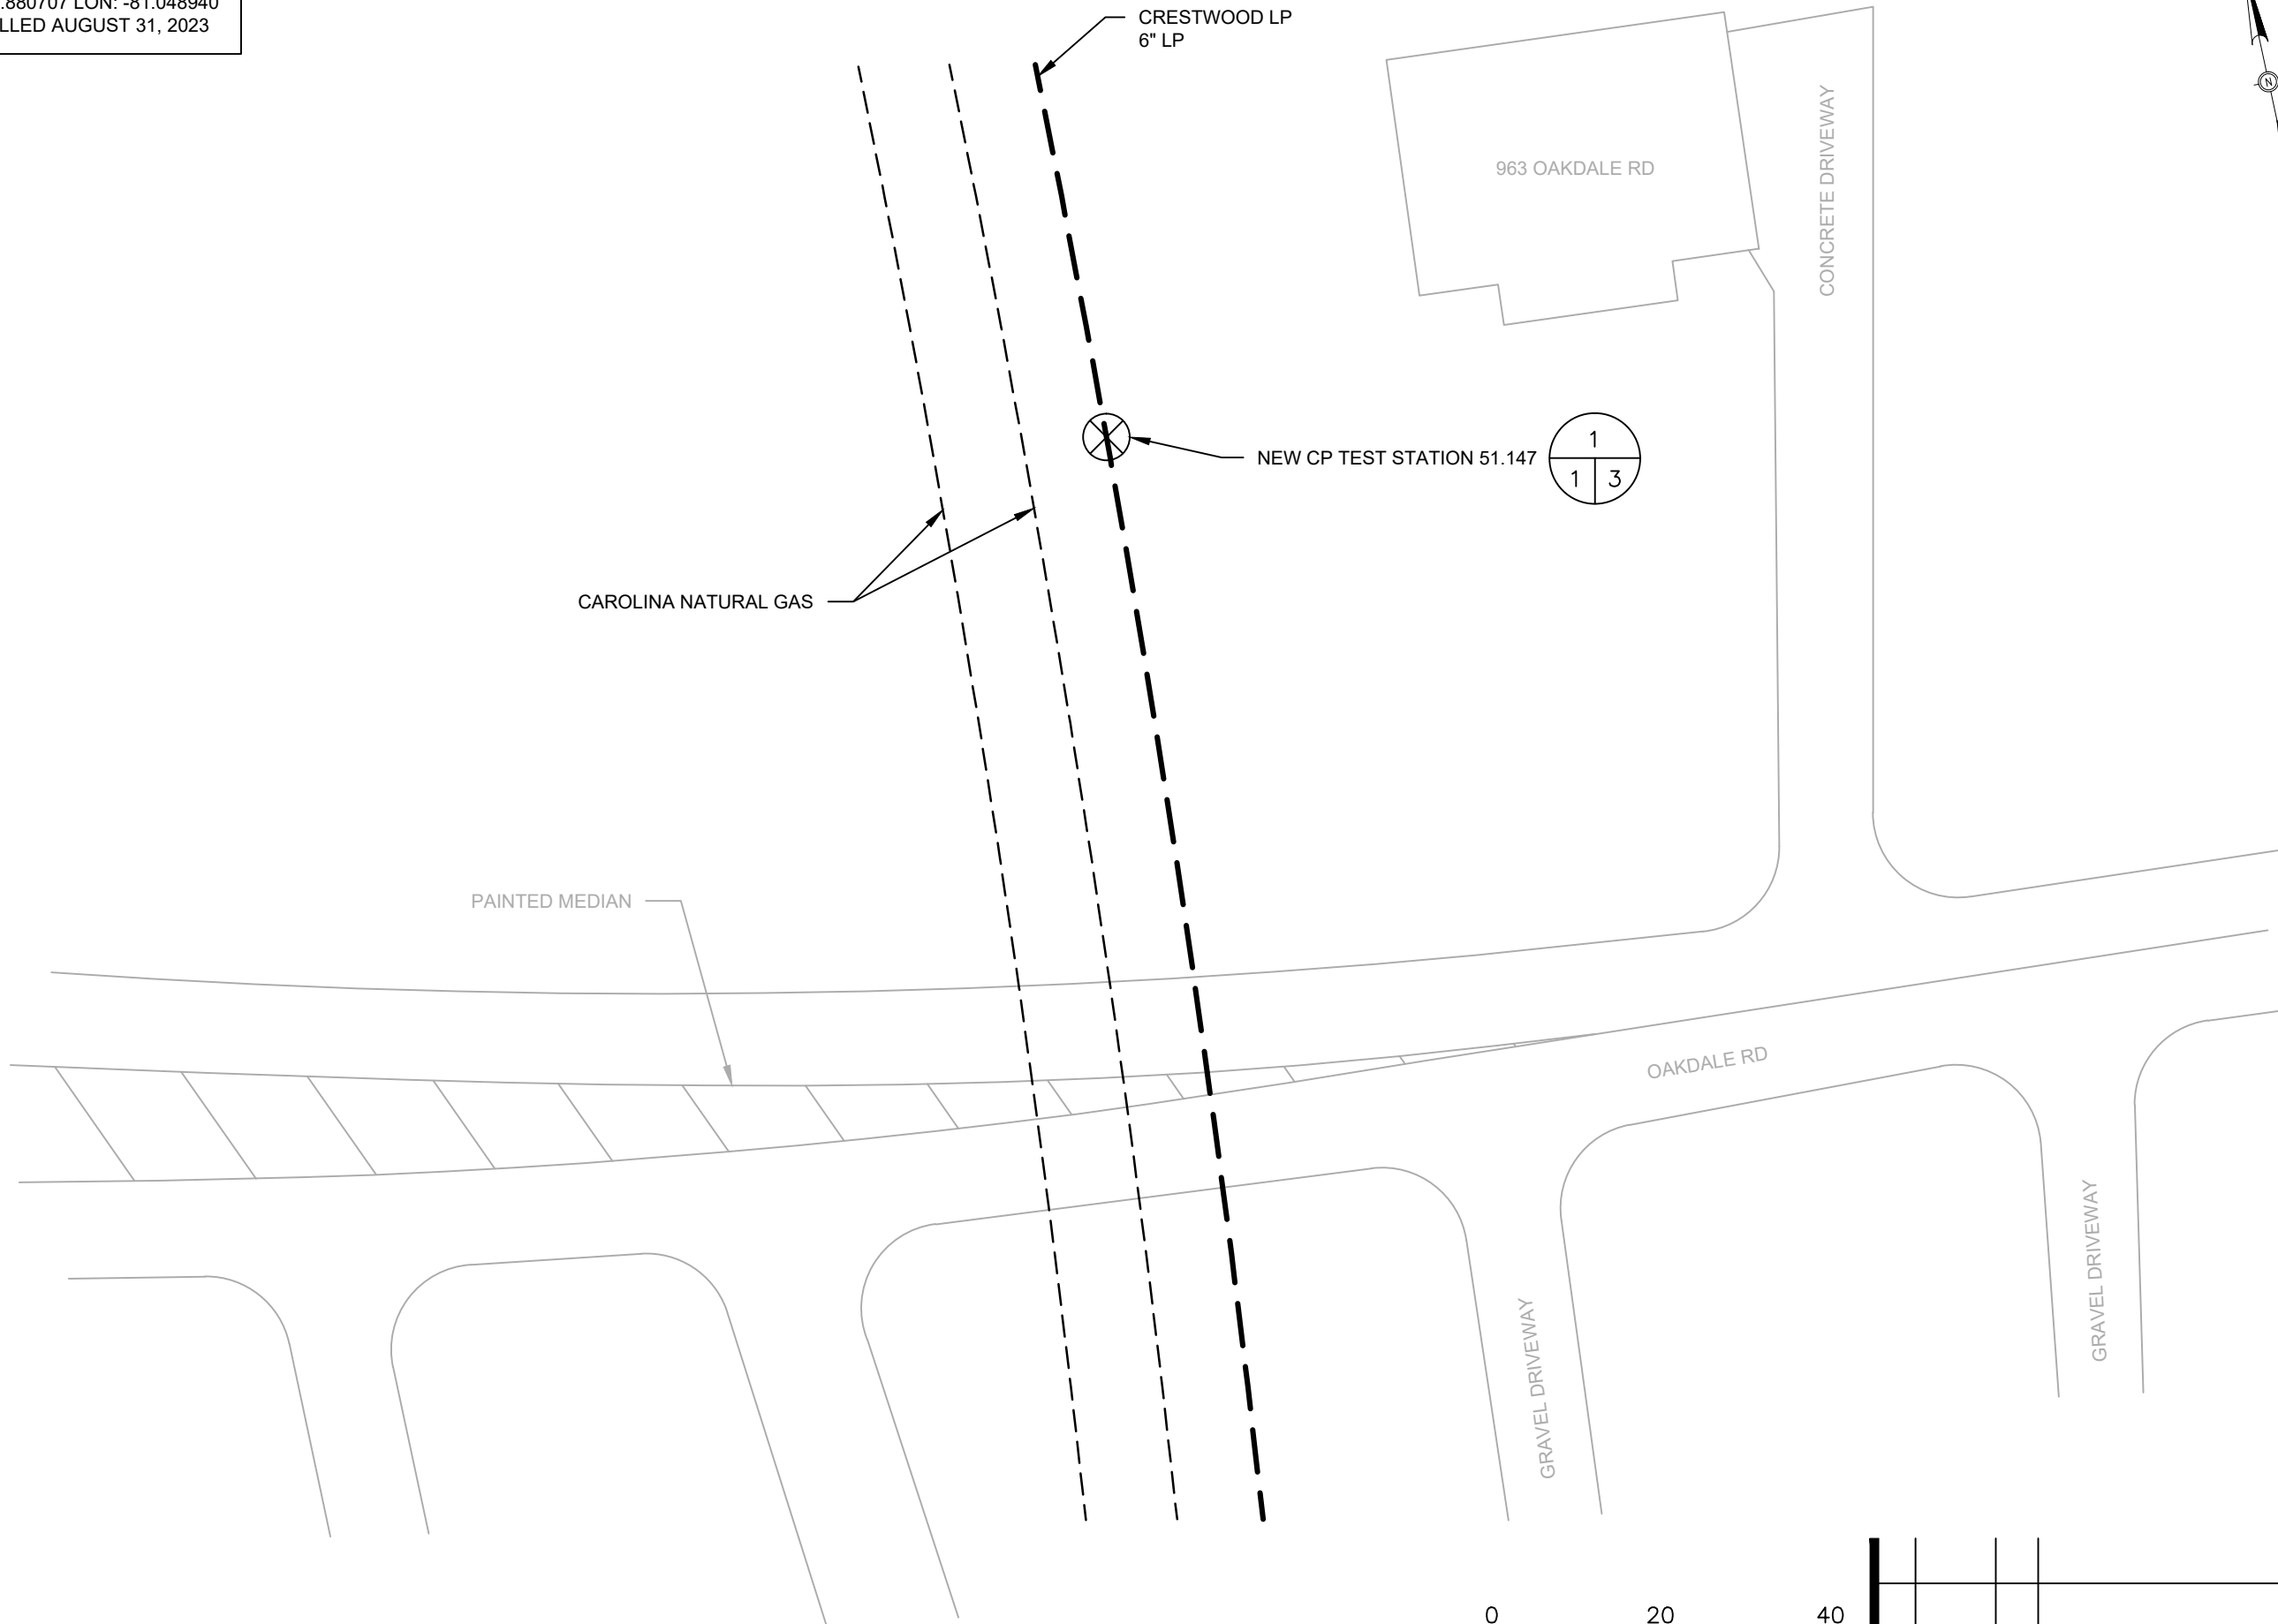 .880707 LON: -81.048940
LLED AUGUST 31, 2023
CRESTWOOD LP
6" LP
N
963 OAKDALE RD
CONCRETE DRIVEWAY
NEW CP TEST STATION 51.147
1
1 3
CAROLINA NATURAL GAS
PAINTED MEDIAN
OAKDALE RD
GRAVEL DRIVEWAY
GRAVEL DRIVEWAY
0 20 40